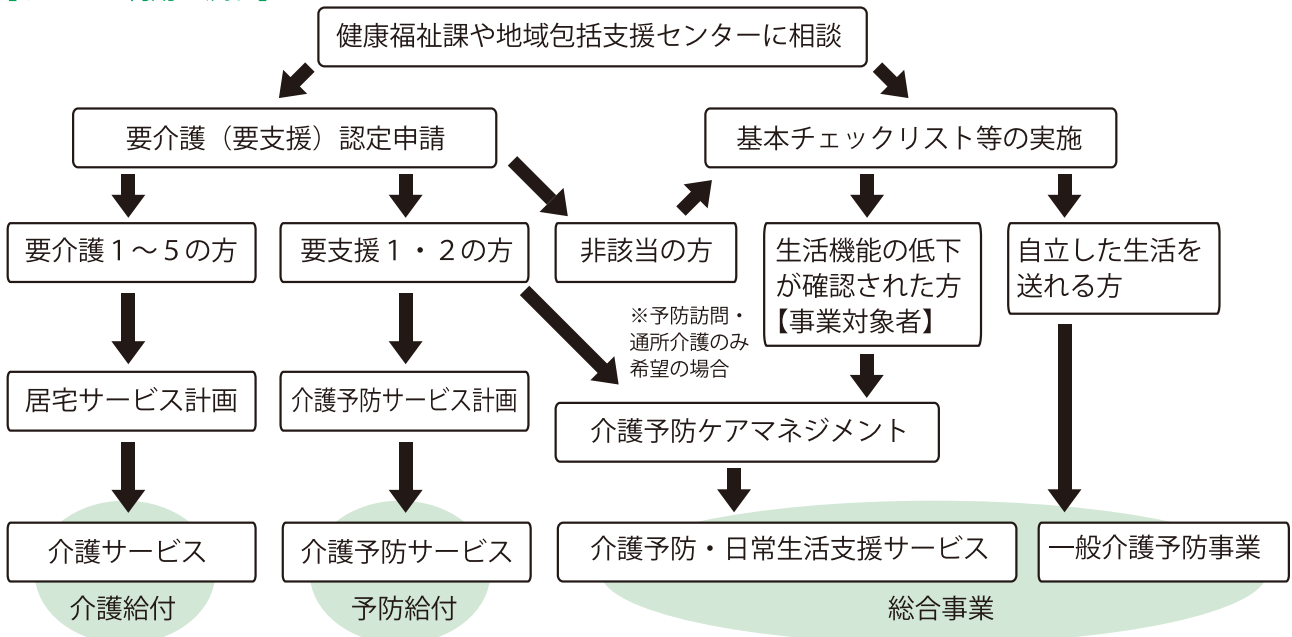 健康福祉課や地域包括支援センターに相談
要介護（要支援）認定申請
基本チェックリスト等の実施
要介護１～５の方
要支援１・２の方
非該当の方
生活機能の低下
が確認された方
【事業対象者】
自立した生活を
送れる方
※予防訪問・
通所介護のみ
希望の場合
居宅サービス計画
介護予防サービス計画
介護予防ケアマネジメント
介護サービス
介護予防サービス
介護予防・日常生活支援サービス
一般介護予防事業
介護給付
予防給付
総合事業